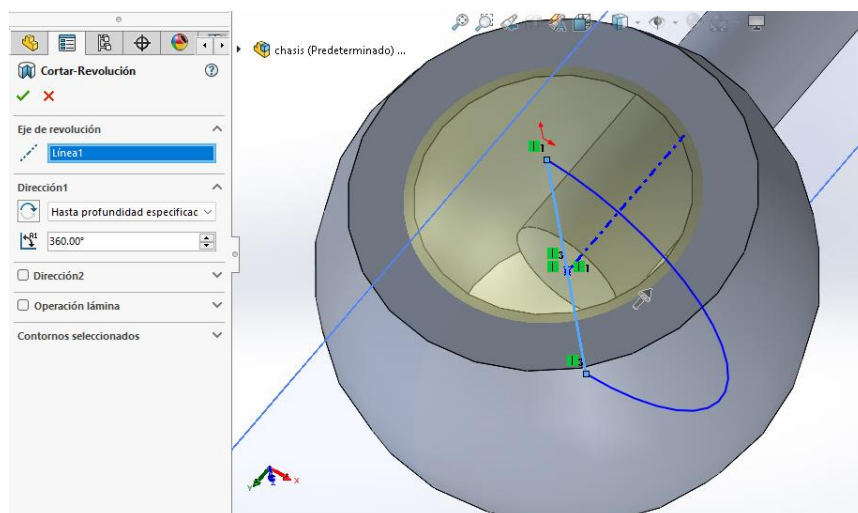 chasis (Predeterminado) ...
Cortar-Revolución
Eje de revolución
Línea1
Dirección1
Hasta profundidad especificac
360.00°
Dirección2
Operación lámina
Contornos seleccionados